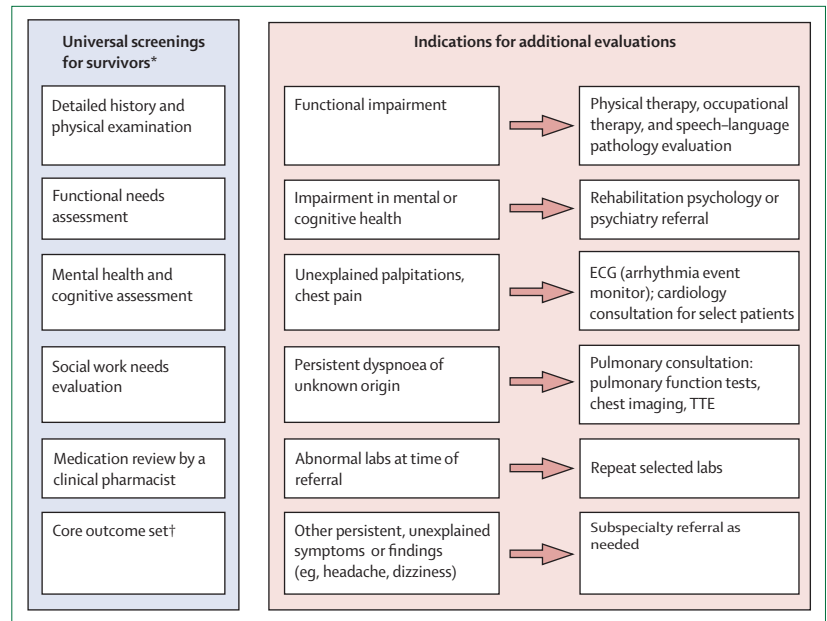 Universal screenings
for survivors*
Detailed history and
physical examination
Functional needs
assessment
Mental health and
cognitive assessment
Social work needs
evaluation
Medication review by a
clinical pharmacist
Core outcome set†
Indications for additional evaluations
Functional impairment
Physical therapy, occupational
therapy, and speech–language
pathology evaluation
Impairment in mental or
cognitive health
Rehabilitation psychology or
psychiatry referral
Unexplained palpitations,
chest pain
ECG (arrhythmia event
monitor); cardiology
consultation for select patients
Persistent dyspnoea of
unknown origin
Pulmonary consultation:
pulmonary function tests,
chest imaging, TTE
Abnormal labs at time of
referral
Repeat selected labs
Other persistent, unexplained
symptoms or findings
(eg, headache, dizziness)
Subspecialty referral as
needed